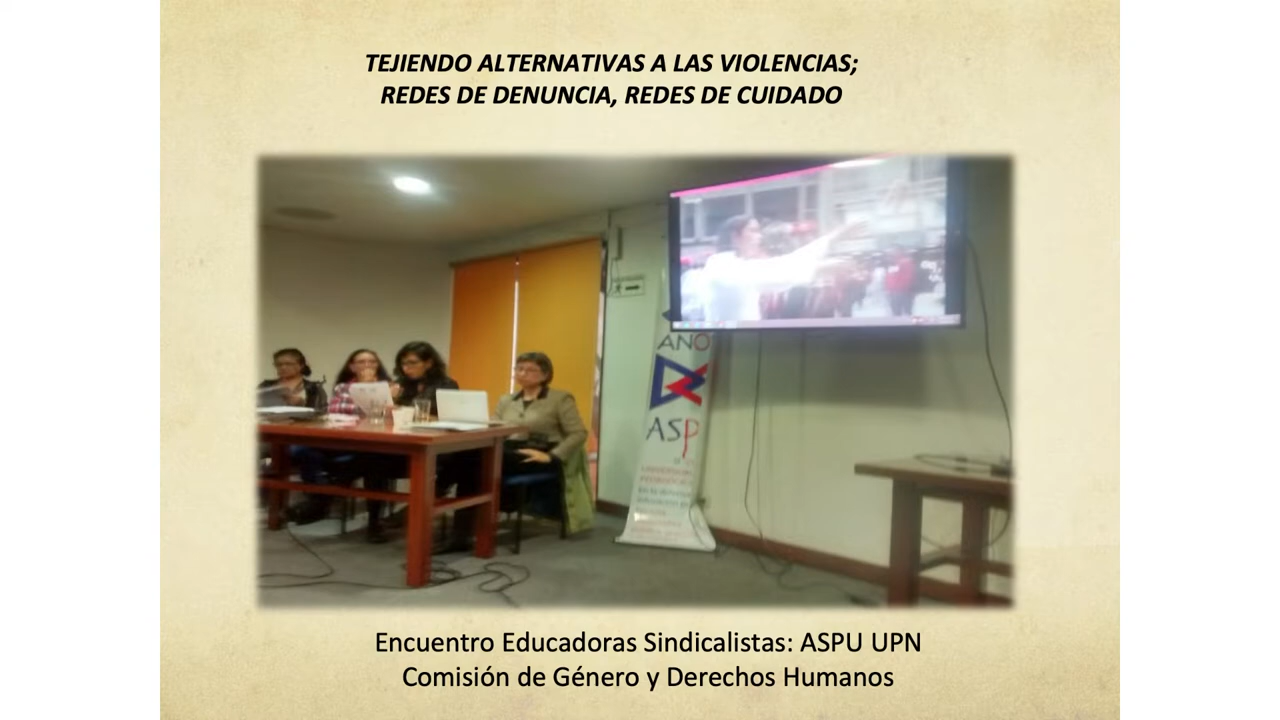 TEJIENDO ALTERNATIVAS A LAS VIOLENCIAS;
REDES DE DENUNCIA, REDES DE CUIDADO
AÑO
ASP
Encuentro Educadoras Sindicalistas: ASPU UPN
Comisión de Género y Derechos Humanos